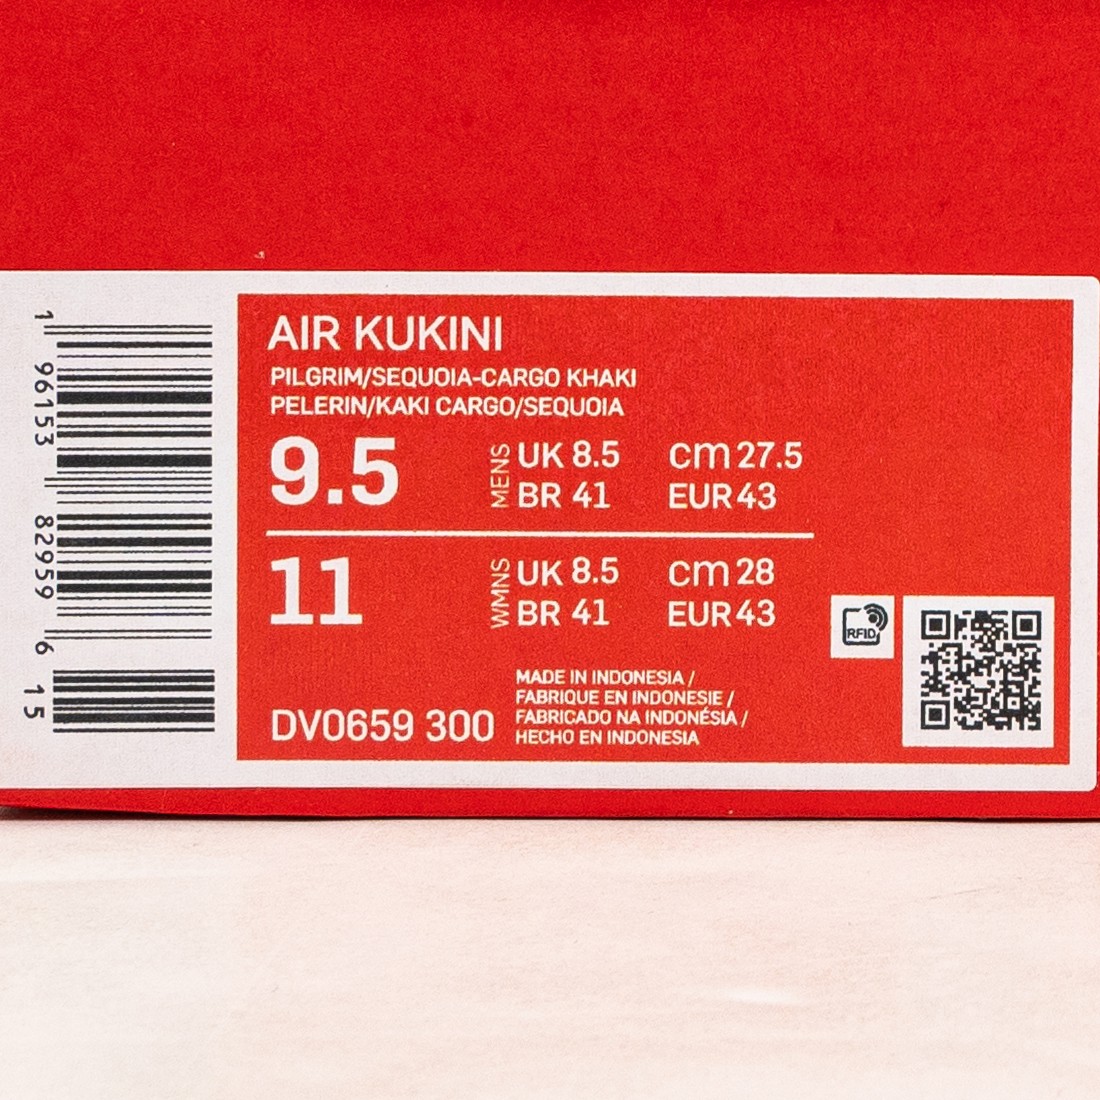 AIR KUKINI
PILGRIM/SEQUOIA-CARGO KHAKI
PELERIN/KAKI CARGO/SEQUOIA
9.5
MENS
UK 8.5 cm 27.5
BR 41 EUR 43
11
WMNS
UK 8.5 cm 28
BR 41 EUR 43
DV0659 300
MADE IN INDONESIA /
FABRIQUE EN INDONESIE /
FABRICADO NA INDONÉSIA /
HECHO EN INDONESIA
RFID
1 96153 82959 6
15